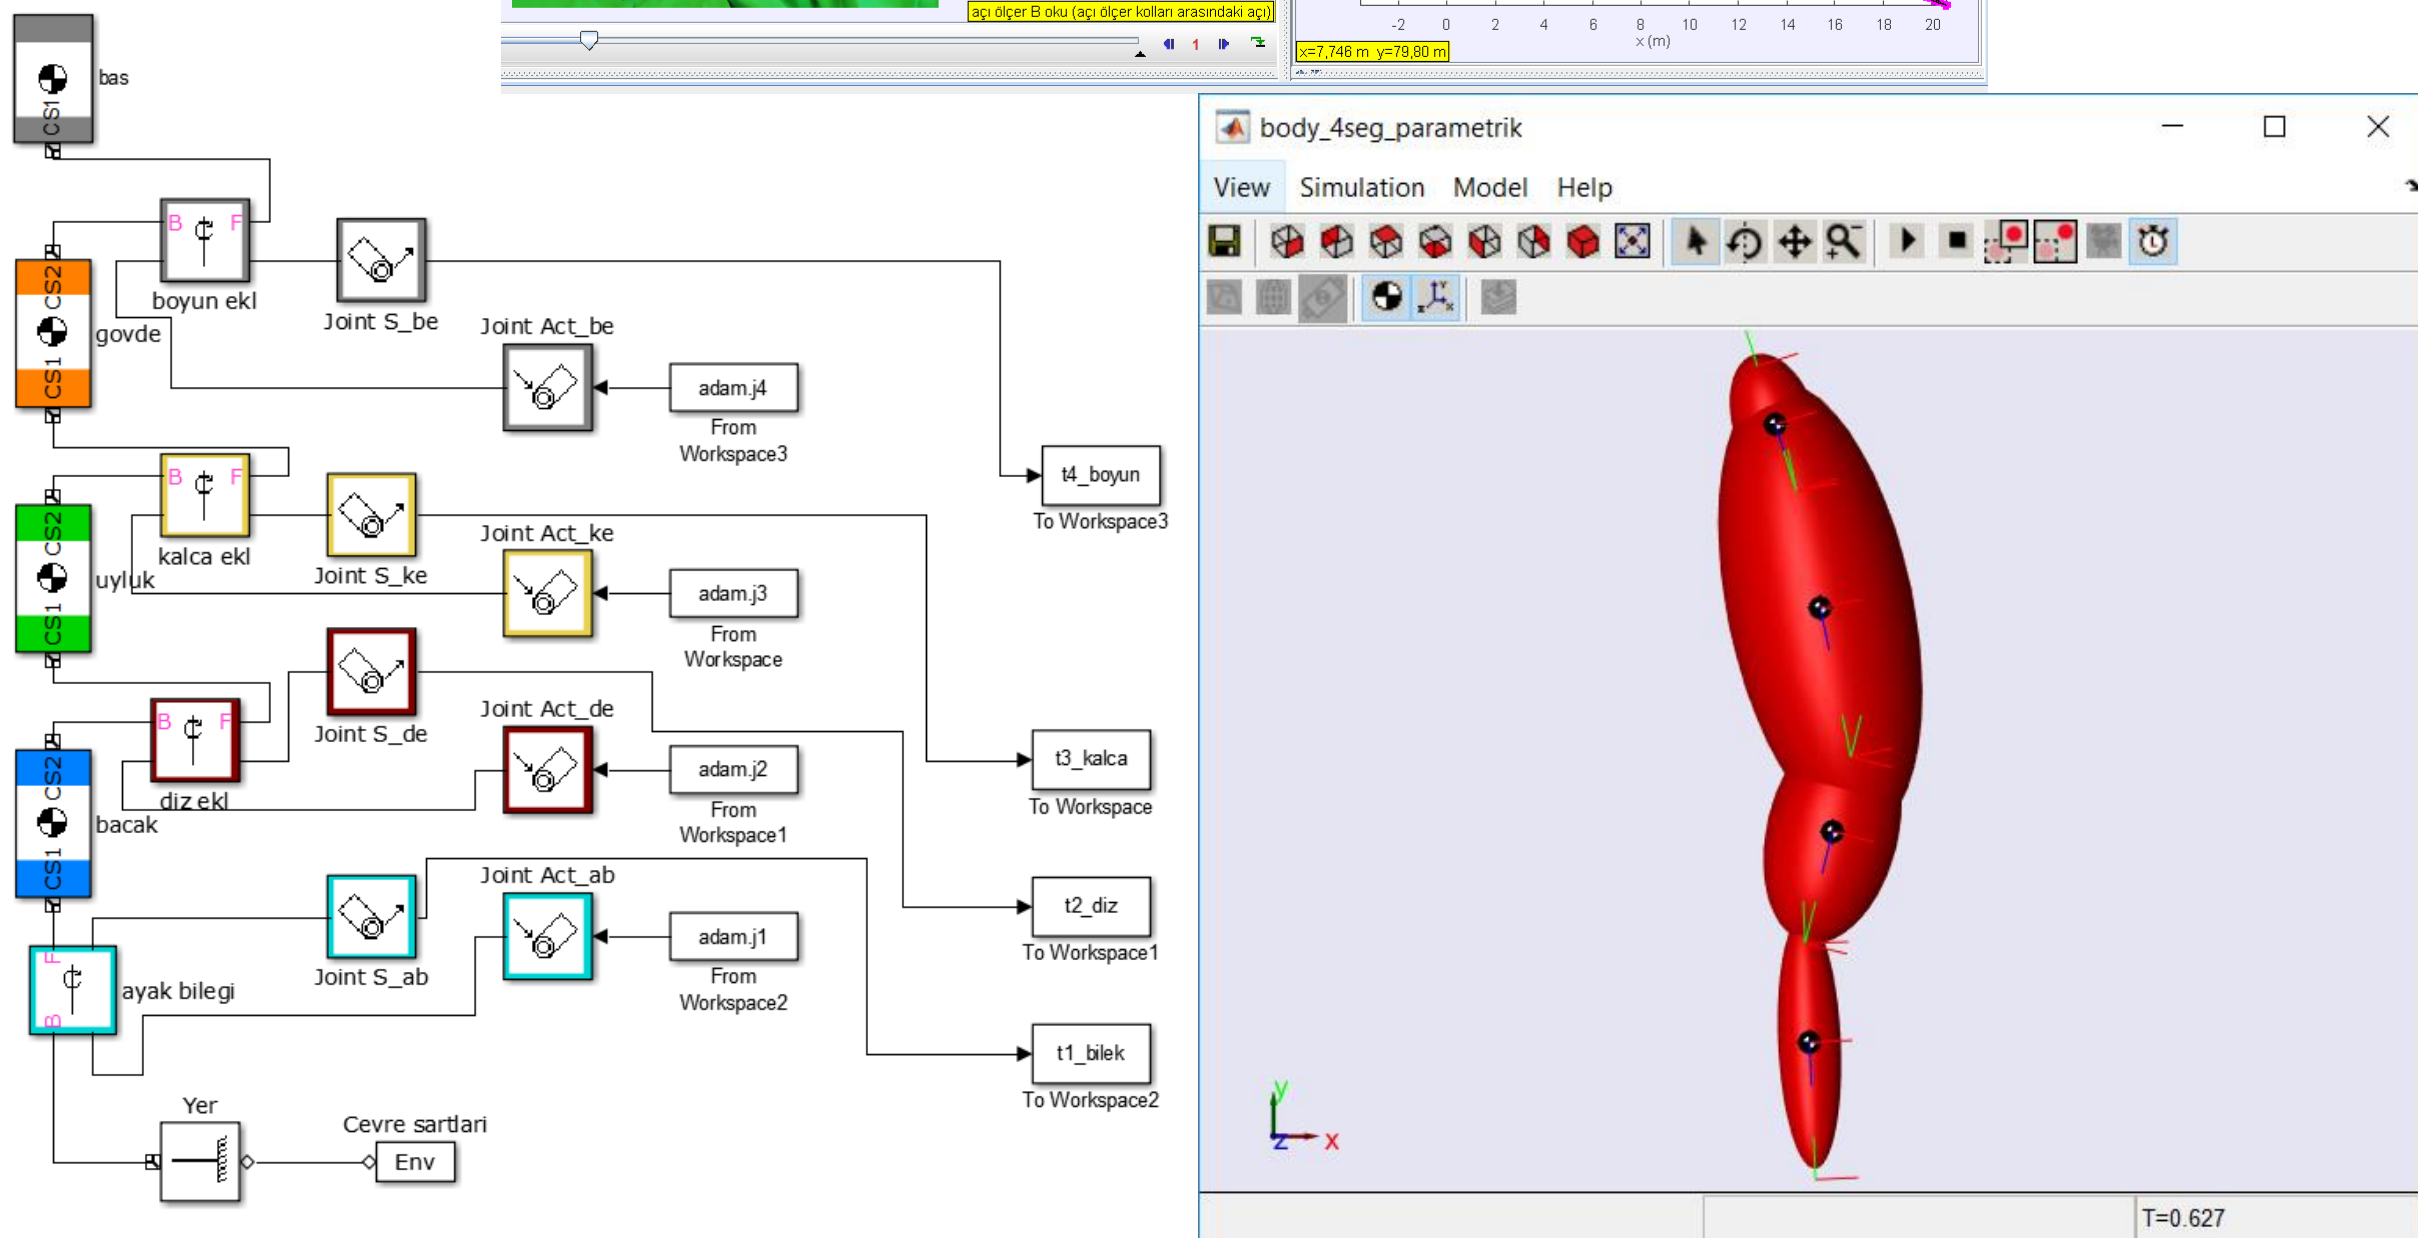 açı ölçer B oku (açı ölçer kolları arasındaki açı)
1
-2 0 2 4 6 8 10 12 14 16 18 20
x (m)
x=7,746 m y=79,80 m
bas
CS1
B F
boyun ekl
CS2
govde
CS1
Joint S_be
Joint Act_be
adam.j4
From
Workspace3
t4_boyun
To Workspace3
B F
kalca ekl
CS2
uyluk
CS1
Joint S_ke
Joint Act_ke
adam.j3
From
Workspace
t3_kalca
To Workspace
B F
diz ekl
CS2
bacak
CS1
Joint S_de
Joint Act_de
adam.j2
From
Workspace1
t2_diz
To Workspace1
F
B
ayak bilegi
Joint S_ab
Joint Act_ab
adam.j1
From
Workspace2
t1_bilek
To Workspace2
Yer
Cevre sartlari
Env
body_4seg_parametrik
View Simulation Model Help
y
z x
T=0.627